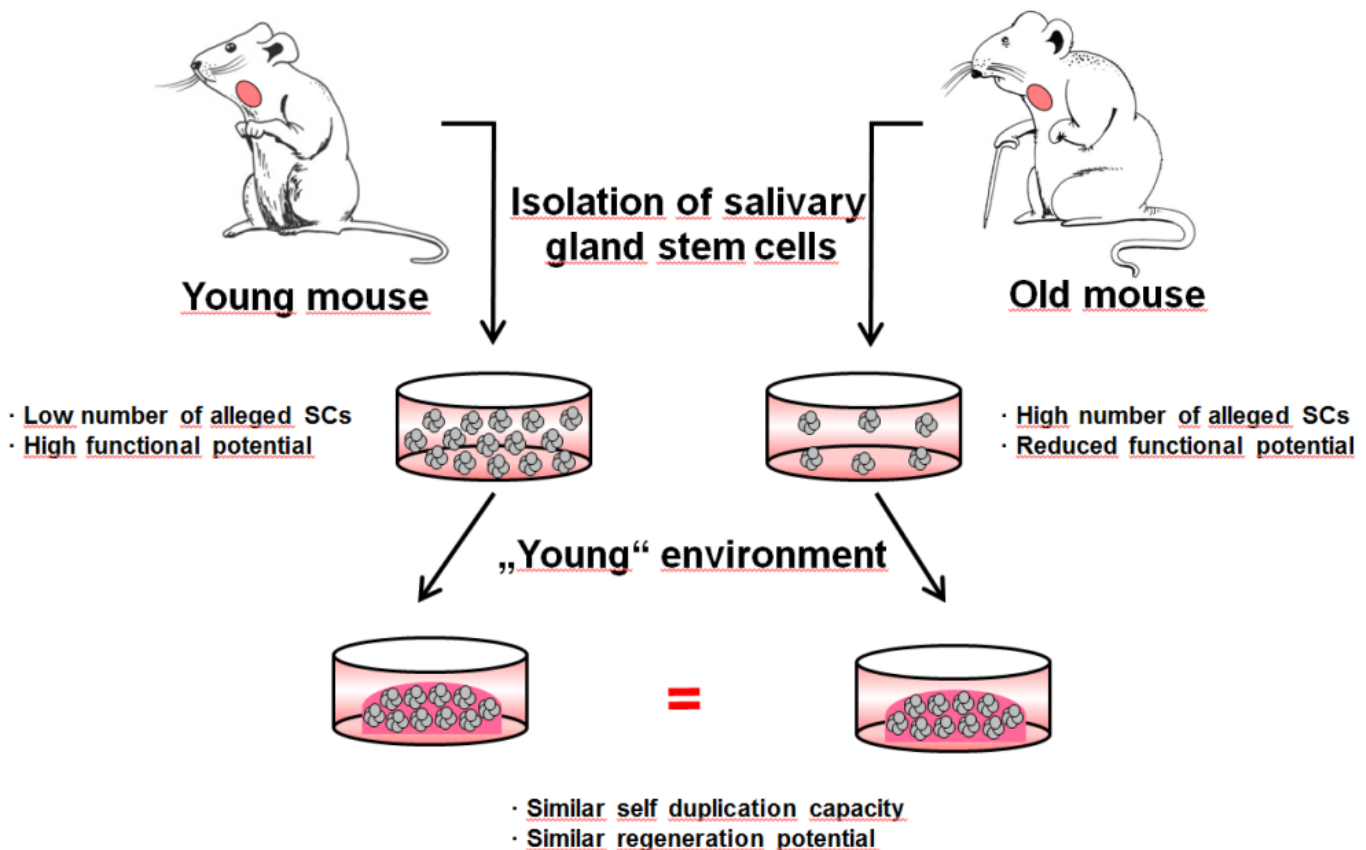 Isolation of salivary
gland stem cells
Young mouse
Old mouse
· Low number of alleged SCs
· High functional potential
· High number of alleged SCs
· Reduced functional potential
„Young“ environment
=
· Similar self duplication capacity
· Similar regeneration potential